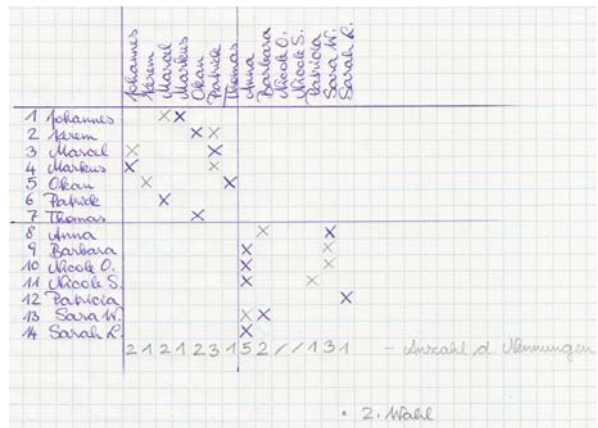 Johannes
Kerem
Marcel
Markus
Okan
Patrick
Thomas
Anna
Barbara
Nicole O.
Nicole S.
Patricia
Sara W.
Sarah R.
1 Johannes X X
2 Kerem X X
3 Marcel X X
4 Markus X X
5 Okan X X
6 Patrick X
7 Thomas X
8 Anna X X
9 Barbara X X
10 Nicole O. X X
11 Nicole S. X X
12 Patricia X
13 Sara W. X X
14 Sarah R. X
2 1 2 1 2 3 1 5 2 / / 1 3 1 - Anzahl d. Nennungen
• 2. Wahl